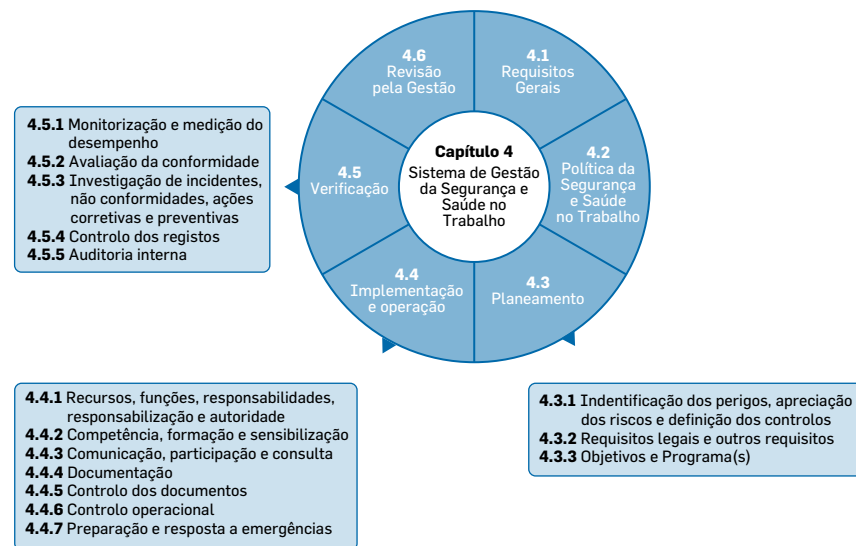 4.6
Revisão
pela Gestão
4.1
Requisitos
Gerais
4.5.1 Monitorização e medição do
desempenho
4.5.2 Avaliação da conformidade
4.5.3 Investigação de incidentes,
não conformidades, ações
corretivas e preventivas
4.5.4 Controlo dos registos
4.5.5 Auditoria interna
4.5
Verificação
Capítulo 4
Sistema de Gestão
da Segurança e
Saúde no
Trabalho
4.2
Política da
Segurança
e Saúde
no Trabalho
4.4
Implementação
e operação
4.3
Planeamento
4.4.1 Recursos, funções, responsabilidades,
responsabilização e autoridade
4.4.2 Competência, formação e sensibilização
4.4.3 Comunicação, participação e consulta
4.4.4 Documentação
4.4.5 Controlo dos documentos
4.4.6 Controlo operacional
4.4.7 Preparação e resposta a emergências
4.3.1 Indentificação dos perigos, apreciação
dos riscos e definição dos controlos
4.3.2 Requisitos legais e outros requisitos
4.3.3 Objetivos e Programa(s)